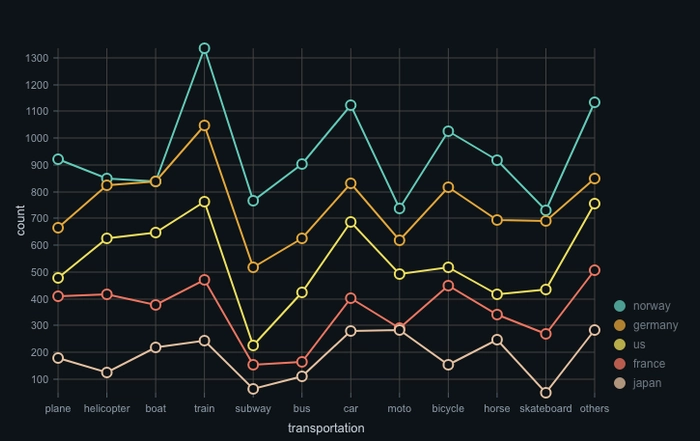 1300
1200
1100
1000
900
800
700
600
500
400
300
200
100
count
plane helicopter boat train subway bus car moto bicycle horse skateboard others
transportation
norway
germany
us
france
japan